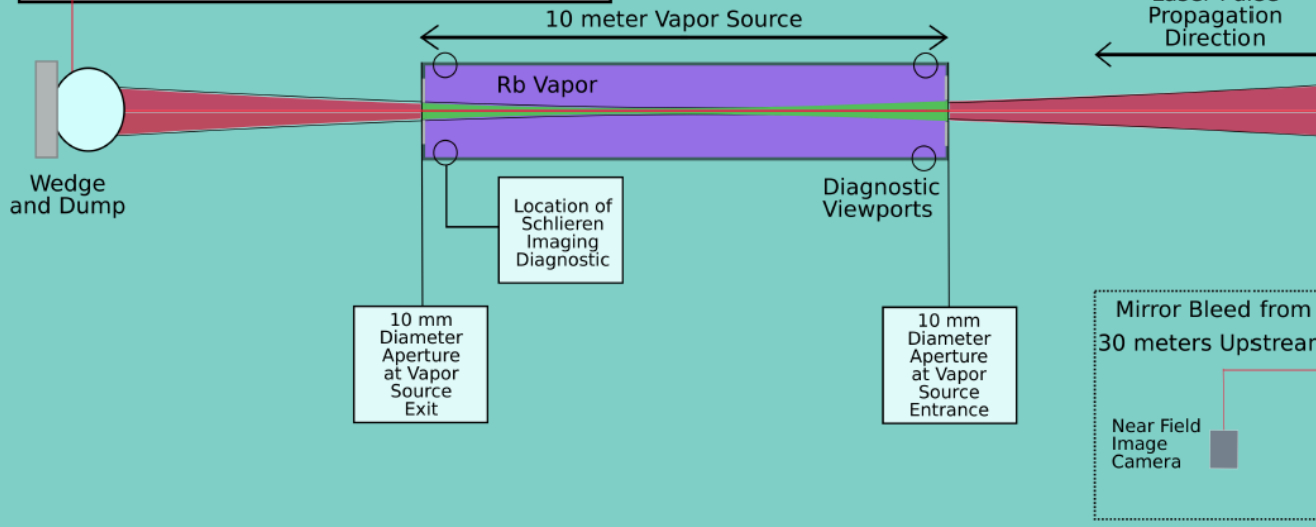 10 meter Vapor Source
Propagation
Direction
Rb Vapor
Wedge
and Dump
Location of
Schlieren
Imaging
Diagnostic
Diagnostic
Viewports
10 mm
Diameter
Aperture
at Vapor
Source
Exit
10 mm
Diameter
Aperture
at Vapor
Source
Entrance
Mirror Bleed from
30 meters
Near Field
Image
Camera